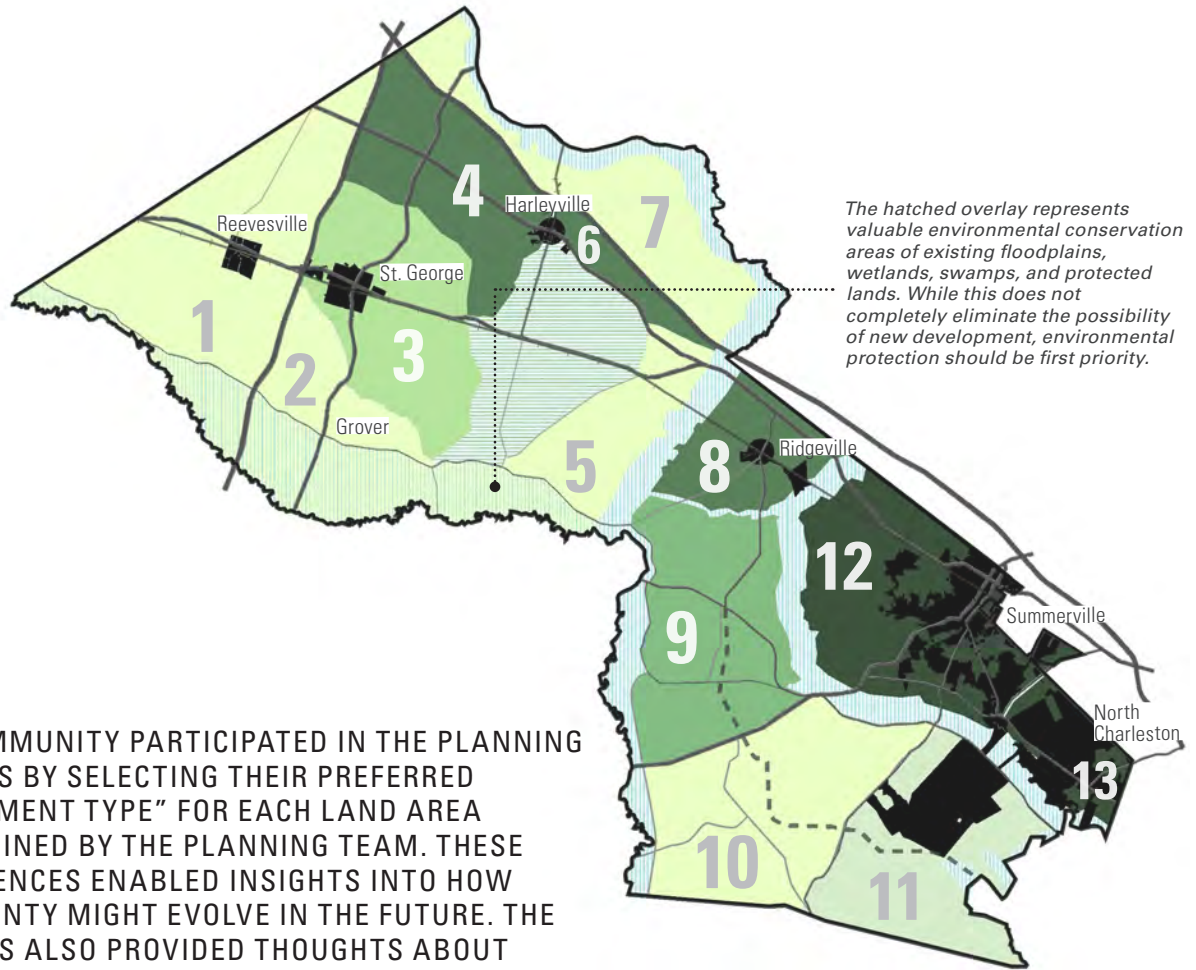 4
Harleyville
7
6
Reevesville
St. George
1
3
2
Grover
5
The hatched overlay represents
valuable environmental conservation
areas of existing floodplains,
wetlands, swamps, and protected
lands. While this does not
completely eliminate the possibility
of new development, environmental
protection should be first priority.
8
Ridgeville
12
Summerville
9
North
Charleston
13
10
11
MMUNITY PARTICIPATED IN THE PLANNING
S BY SELECTING THEIR PREFERRED
MENT TYPE” FOR EACH LAND AREA
INED BY THE PLANNING TEAM. THESE
ENCES ENABLED INSIGHTS INTO HOW
NTY MIGHT EVOLVE IN THE FUTURE. THE
S ALSO PROVIDED THOUGHTS ABOUT